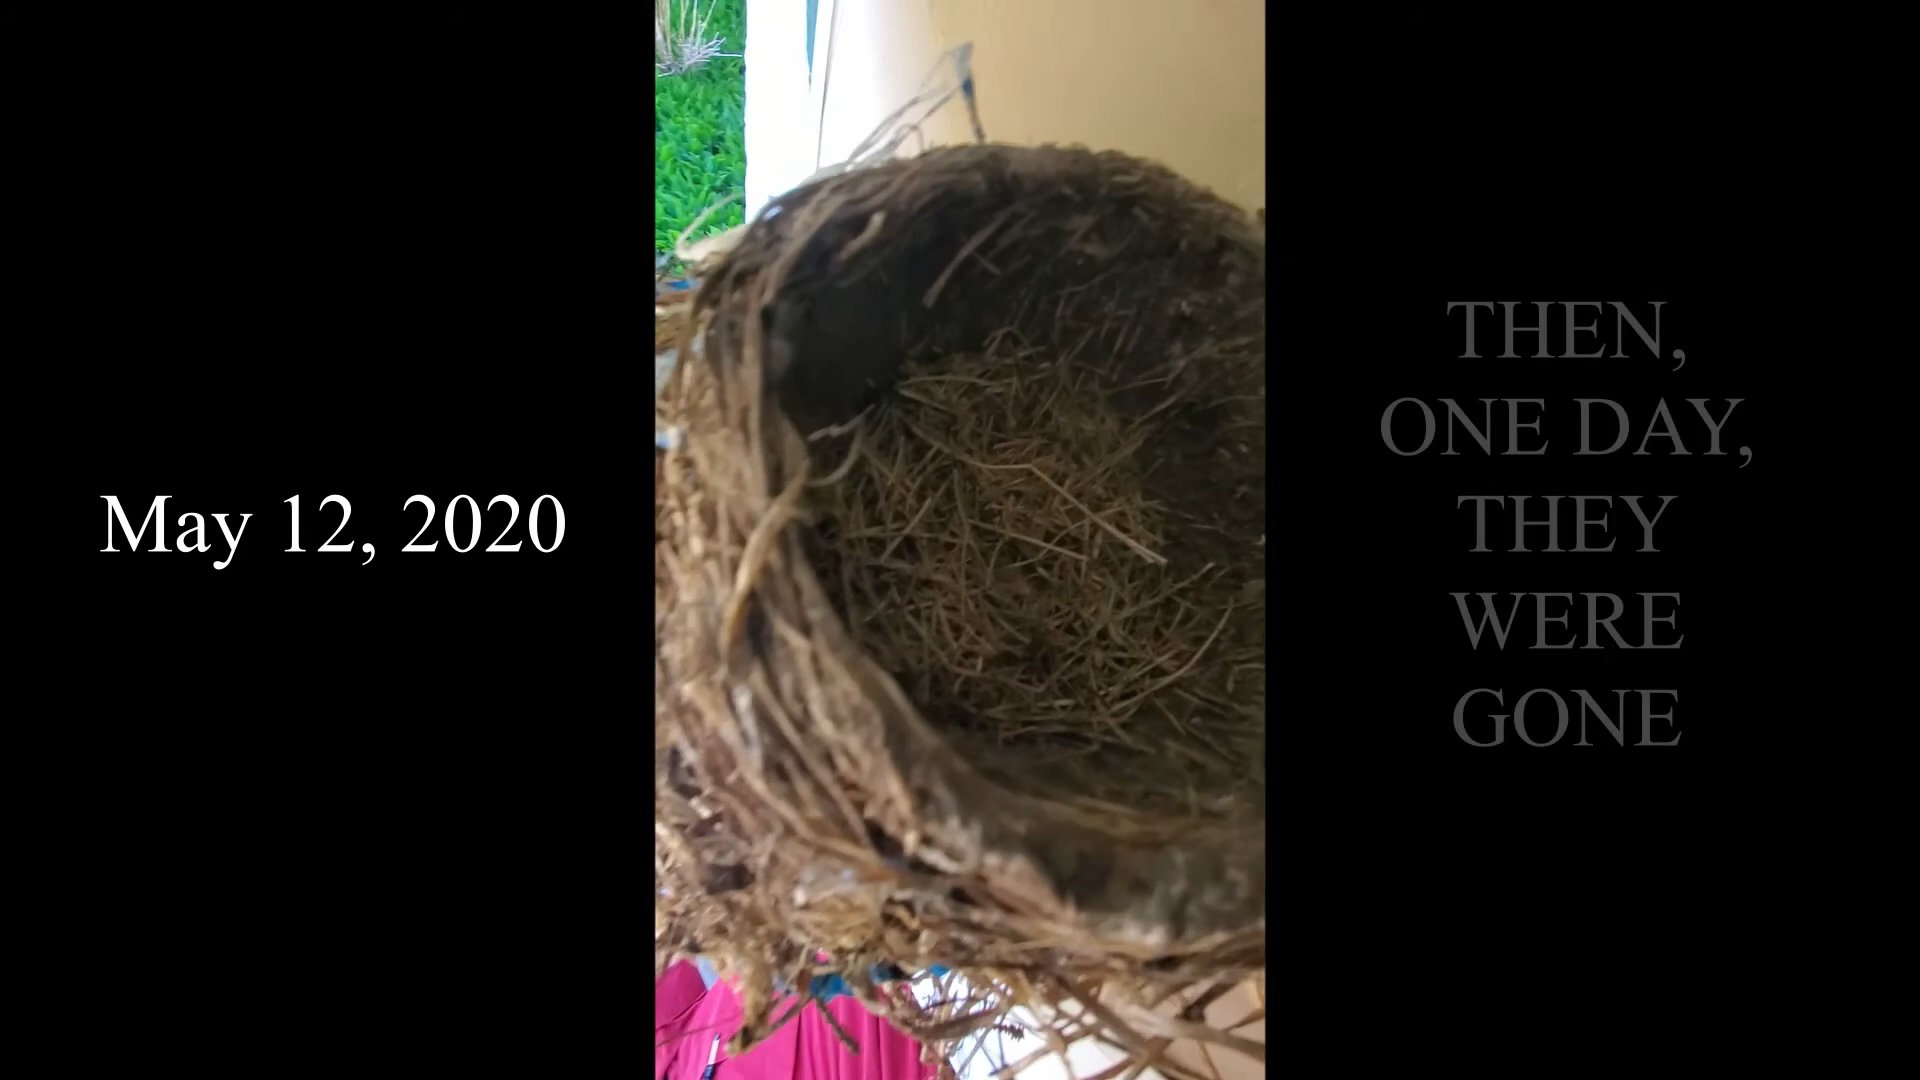 May 12, 2020
THEN,
ONE DAY,
THEY
WERE
GONE